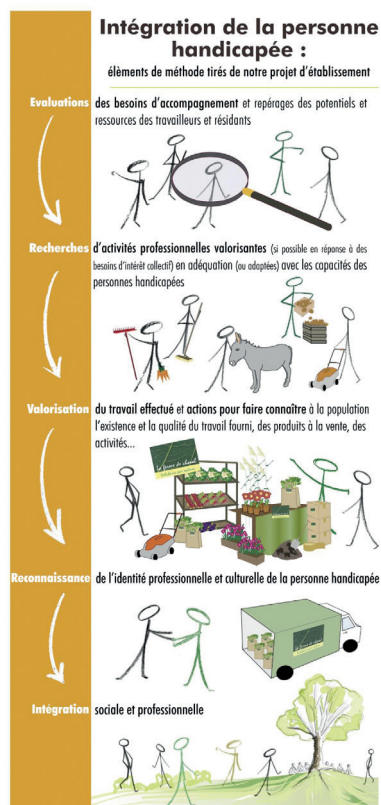 Intégration de la personne
handicapée :
élèments de méthode tirés de notre projet d'établissement
Evaluations des besoins d'accompagnement et repérages des potentiels et
ressources des travailleurs et résidants
Recherches d'activités professionnelles valorisantes (si possible en réponse à des
besoins d'intérêt collectif) en adéquation (ou adaptées) avec les capacités des
personnes handicapées
Valorisation du travail effectué et actions pour faire connaître à la population
l'existence et la qualité du travail fourni, des produits à la vente, des
activités...
Reconnaissance de l'identité professionnelle et culturelle de la personne handicapée
Intégration sociale et professionnelle